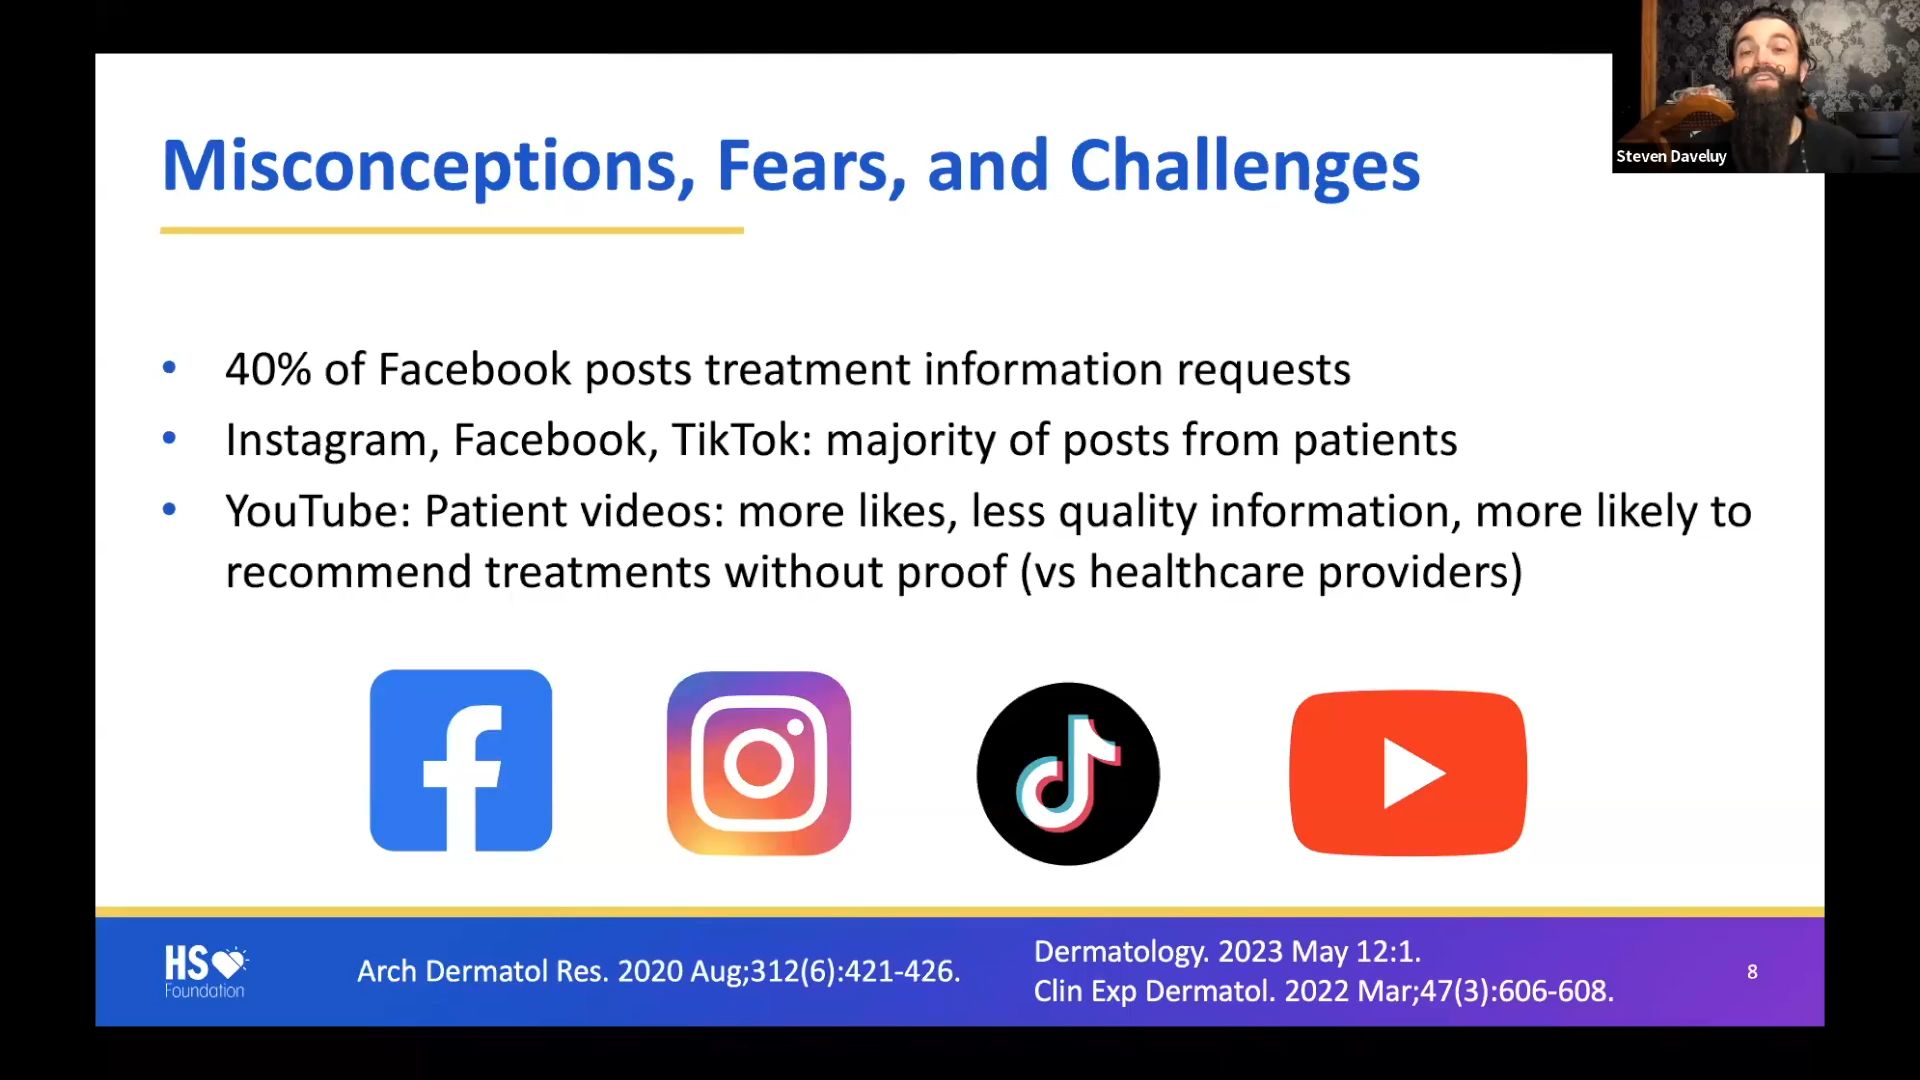 Steven Daveluy
Misconceptions, Fears, and Challenges
• 40% of Facebook posts treatment information requests
• Instagram, Facebook, TikTok: majority of posts from patients
• YouTube: Patient videos: more likes, less quality information, more likely to
recommend treatments without proof (vs healthcare providers)
HS
Foundation
Arch Dermatol Res. 2020 Aug;312(6):421-426.
Dermatology. 2023 May 12:1.
Clin Exp Dermatol. 2022 Mar;47(3):606-608.
8